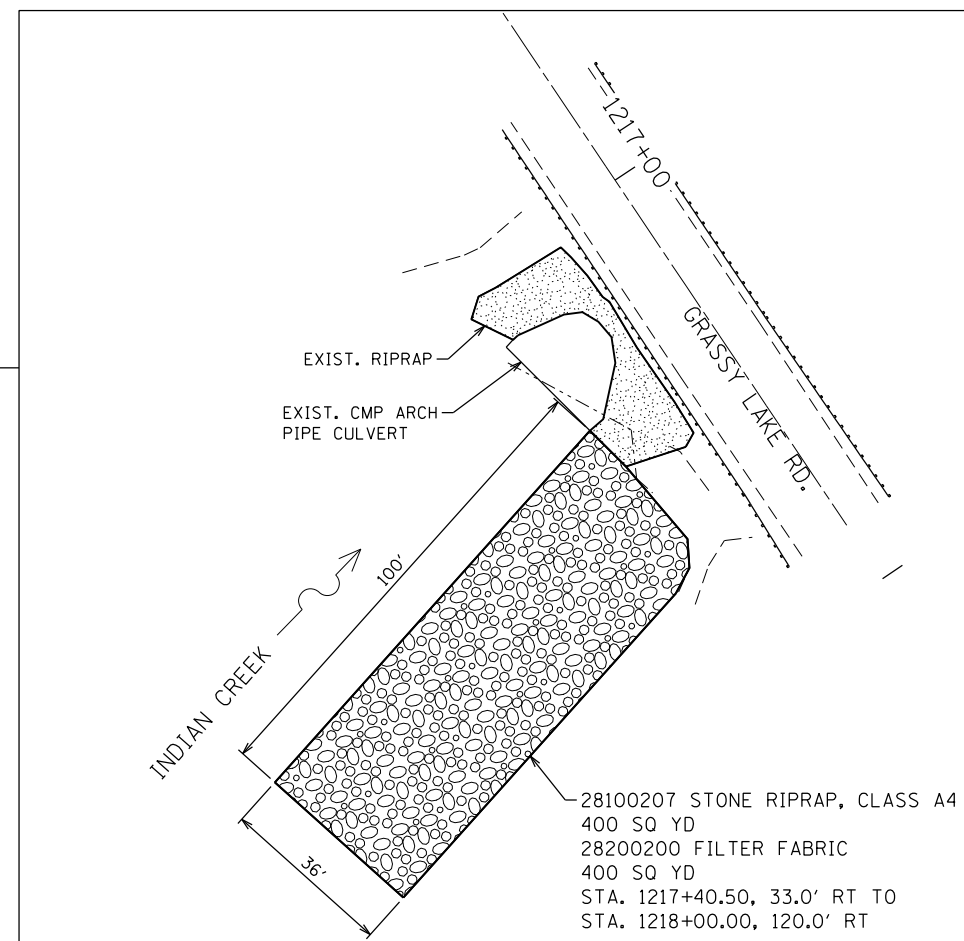 1217+00
GRASSY LAKE RD.
EXIST. RIPRAP
EXIST. CMP ARCH
PIPE CULVERT
100'
INDIAN CREEK
36'
28100207 STONE RIPRAP, CLASS A4
400 SQ YD
28200200 FILTER FABRIC
400 SQ YD
STA. 1217+40.50, 33.0' RT TO
STA. 1218+00.00, 120.0' RT